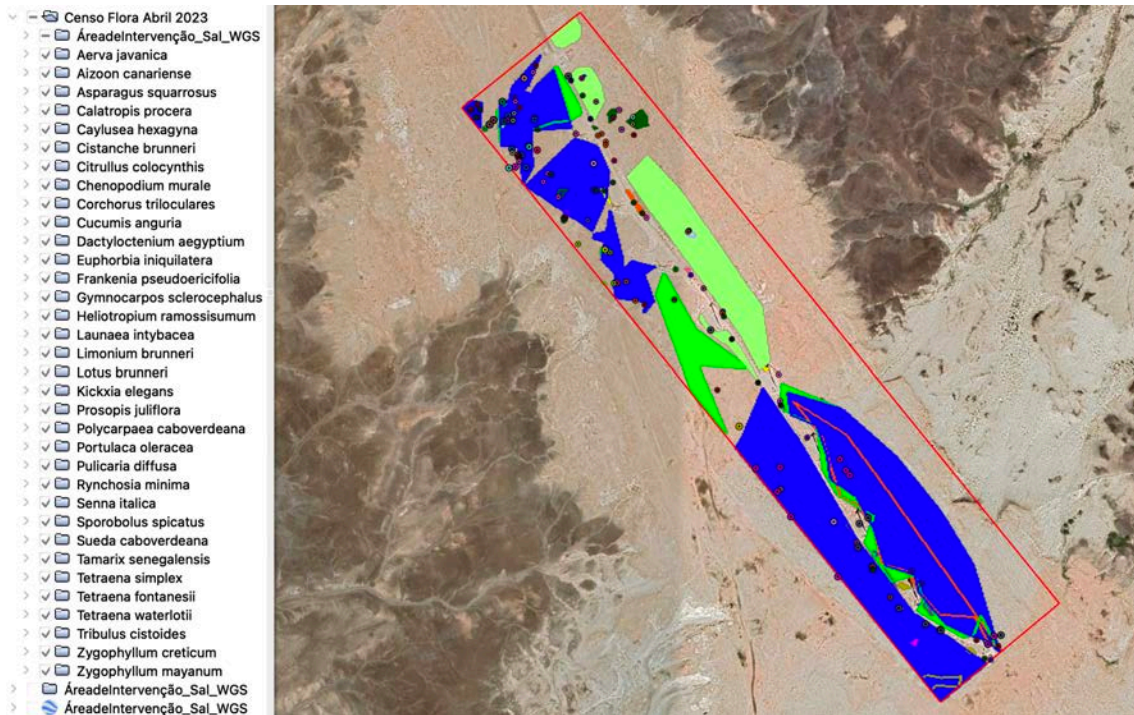 Censo Flora Abril 2023
ÁreadeIntervenção_Sal_WGS
Aerva javanica
Aizoon canariense
Asparagus squarrosus
Calatropis procera
Caylusea hexagyna
Cistanche brunneri
Citrullus colocynthis
Chenopodium murale
Corchorus triloculares
Cucumis anguria
Dactyloctenium aegyptium
Euphorbia iniquilatera
Frankenia pseudoericifolia
Gymnocarpos sclerocephalus
Heliotropium ramossisumum
Launaea intybacea
Limonium brunneri
Lotus brunneri
Kickxia elegans
Prosopis juliflora
Polycarpaea caboverdeana
Portulaca oleracea
Pulicaria diffusa
Rynchosia minima
Senna italica
Sporobolus spicatus
Sueda caboverdeana
Tamarix senegalensis
Tetraena simplex
Tetraena fontanesii
Tetraena waterlotii
Tribulus cistoides
Zygophyllum creticum
Zygophyllum mayanum
ÁreadeIntervenção_Sal_WGS
ÁreadeIntervenção_Sal_WGS